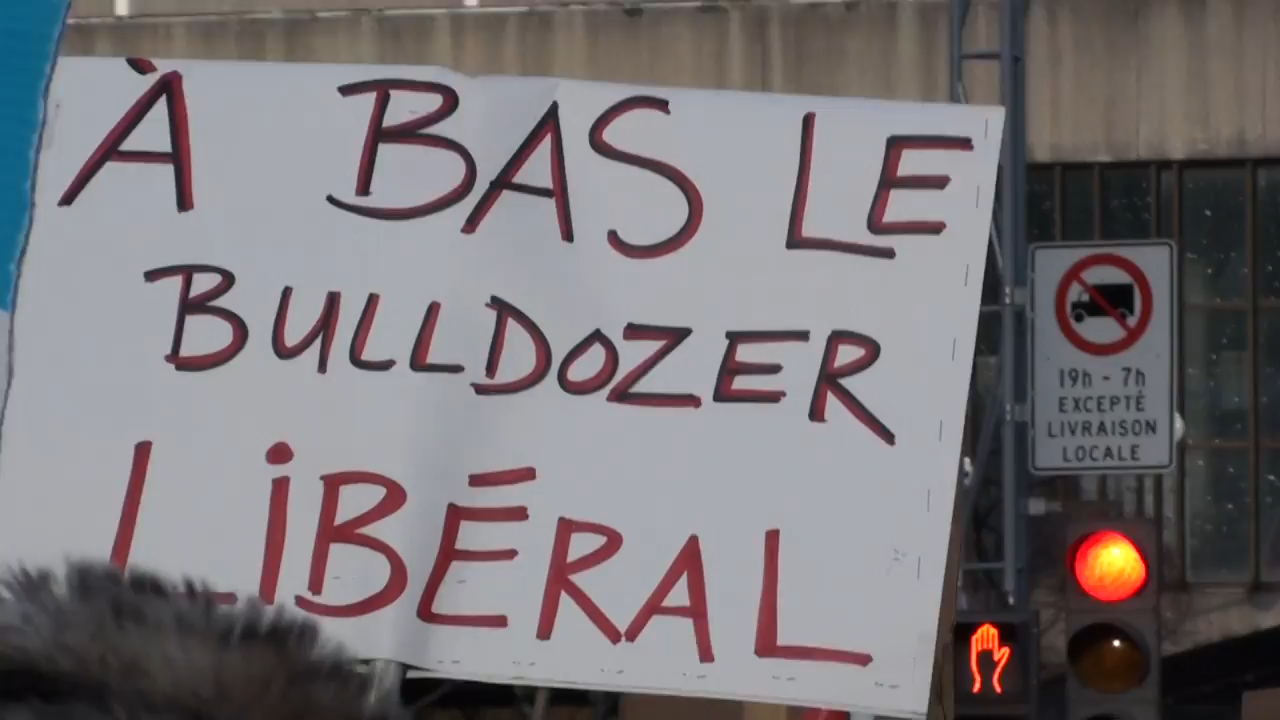 À BAS LE
BULLDOZER
LIBÉRAL
19h - 7h
EXCEPTÉ
LIVRAISON
LOCALE